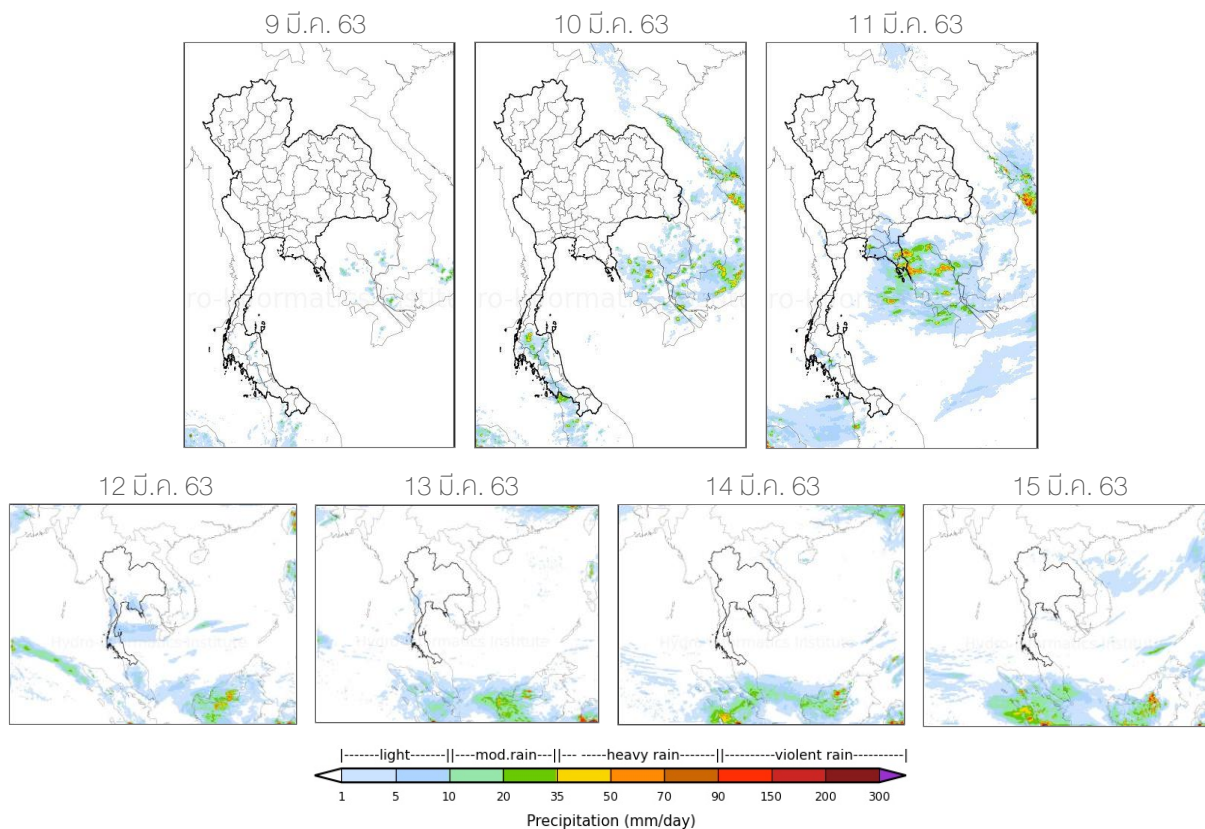 9 มี.ค. 63
10 มี.ค. 63
11 มี.ค. 63
12 มี.ค. 63
13 มี.ค. 63
14 มี.ค. 63
15 มี.ค. 63
|-------light-------||---mod.rain---||--- ----heavy rain-------||---------violent rain---------|
1 5 10 20 35 50 70 90 150 200 300
Precipitation (mm/day)